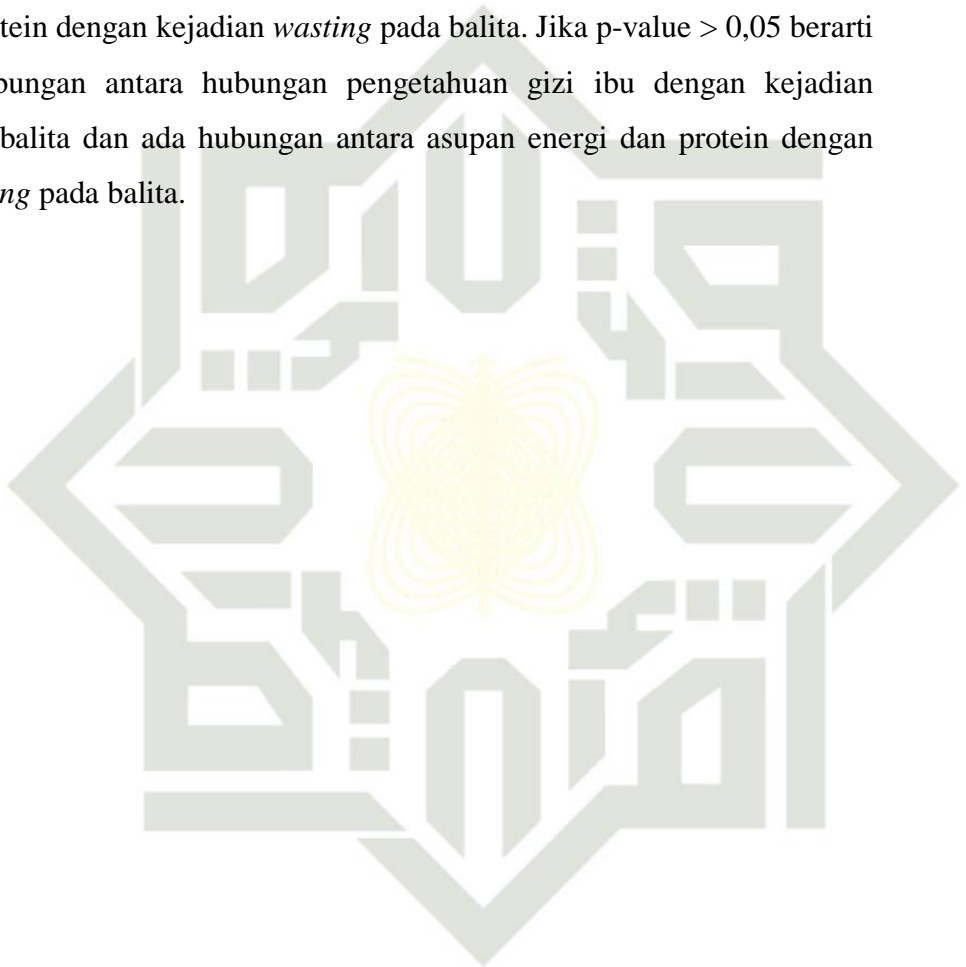 tein dengan kejadian wasting pada balita. Jika p-value > 0,05 berarti
bungan antara hubungan pengetahuan gizi ibu dengan kejadian
balita dan ada hubungan antara asupan energi dan protein dengan
ng pada balita.